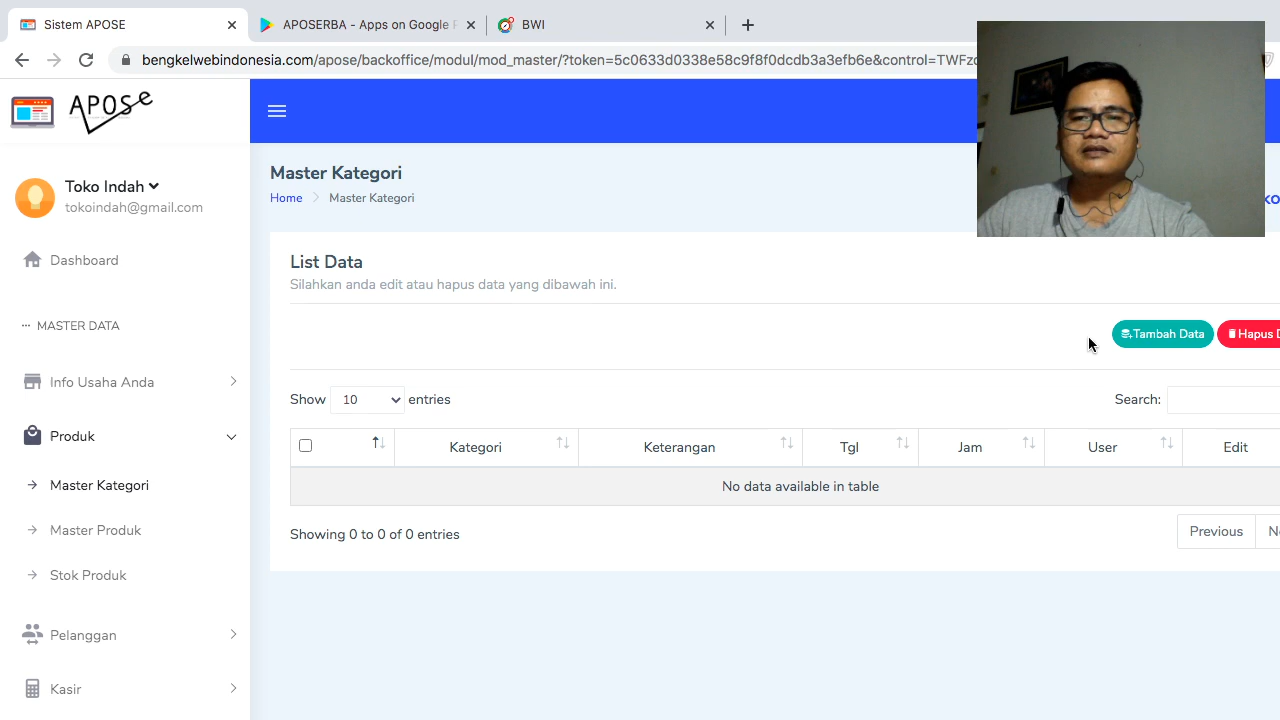 Sistem APOSE
APOSERBA - Apps on Google P
BWI
bengkelwebindonesia.com/apose/backoffice/modul/mod_master/?token=5c0633d0338e58c9f8f0dcdb3a3efb6e&control=TWFzd
APOSe
Toko Indah
tokoindah@gmail.com
Dashboard
MASTER DATA
Info Usaha Anda
Produk
Master Kategori
Master Produk
Stok Produk
Pelanggan
Kasir
Master Kategori
Home
Master Kategori
List Data
Silahkan anda edit atau hapus data yang dibawah ini.
Tambah Data
Hapus D
Show 10 entries
Search:
Kategori Keterangan Tgl Jam User Edit
No data available in table
Showing 0 to 0 of 0 entries
Previous